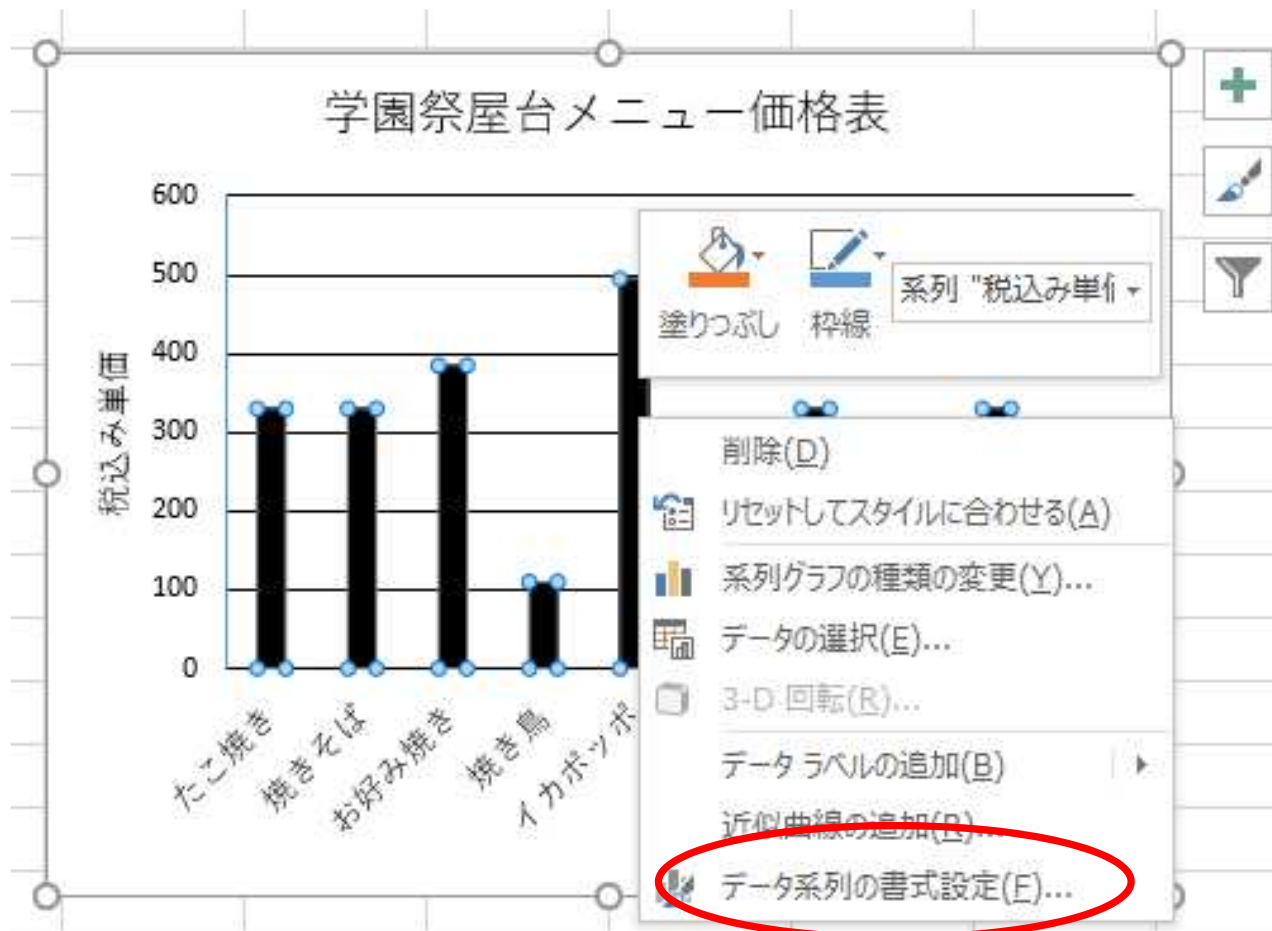 学園祭屋台メニュー価格表
税込み単価
600
500
400
300
200
100
0
たこ焼き
焼きそば
お好み焼き
焼き鳥
イカポッポ
塗りつぶし
枠線
系列 "税込み単
削除(D)
リセットしてスタイルに合わせる(A)
系列グラフの種類の変更(Y)...
データの選択(E)...
3-D 回転(R)...
データ ラベルの追加(B)
近似曲線の追加(R)...
データ系列の書式設定(F)...